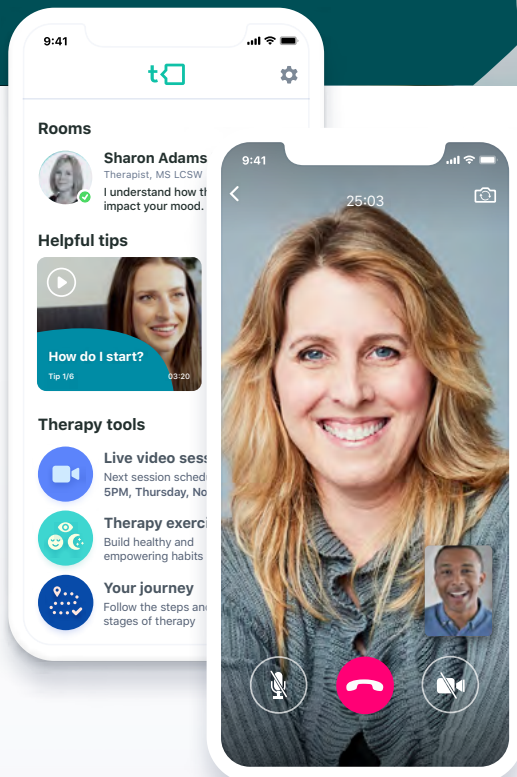 9:41
t
Rooms
Sharon Adams
Therapist, MS LCSW
I understand how th
impact your mood.
Helpful tips
How do I start?
Tip 1/6 03:20
Therapy tools
Live video sess
Next session sched
5PM, Thursday, No
Therapy exerci
Build healthy and
empowering habits
Your journey
Follow the steps and
stages of therapy
9:41
25:03